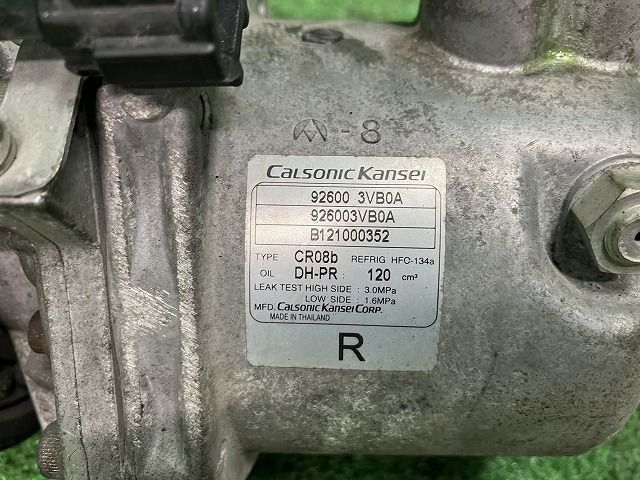 -8
Calsonic Kansei
92600 3VB0A
926003VB0A
B121000352
TYPE CR08b REFRIG HFC-134a
OIL DH-PR : 120 cm³
LEAK TEST HIGH SIDE : 3.0MPa
LOW SIDE : 1.6MPa
MFD. CALSONIC KANSEI CORP.
MADE IN THAILAND
R